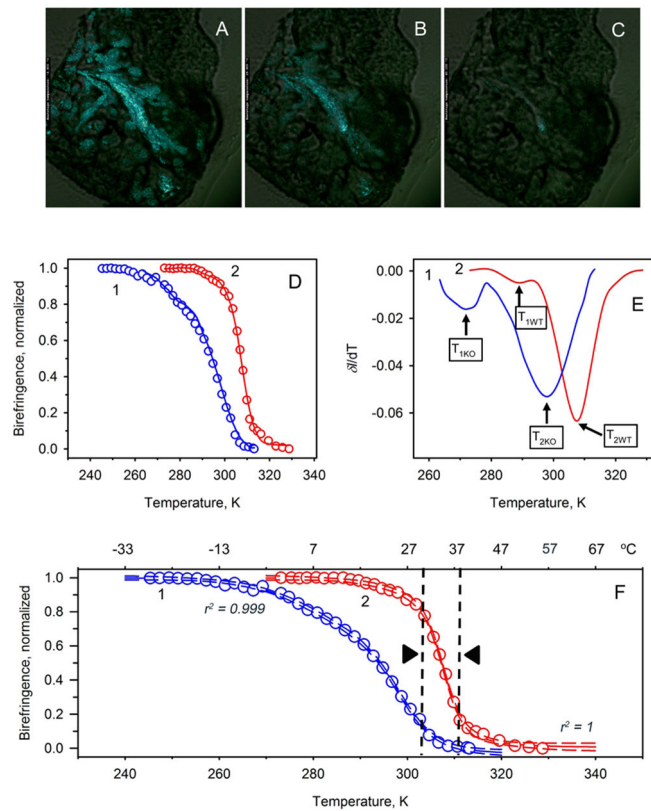 A
B
C
D
E
F
Birefringence, normalized
1.0
0.8
0.6
0.4
0.2
0.0
1
2
240 260 280 300 320 340
Temperature, K
δI/dT
0.00
-0.02
-0.04
-0.06
1
2
T1KO
T1WT
T2KO
T2WT
260 280 300 320
Temperature, K
-33 -13 7 27 37 47 57 67 ºC
Birefringence, normalized
1.0
0.8
0.6
0.4
0.2
0.0
1
2
r² = 0.999
r² = 1
230 240 260 280 300 320 340
Temperature, K